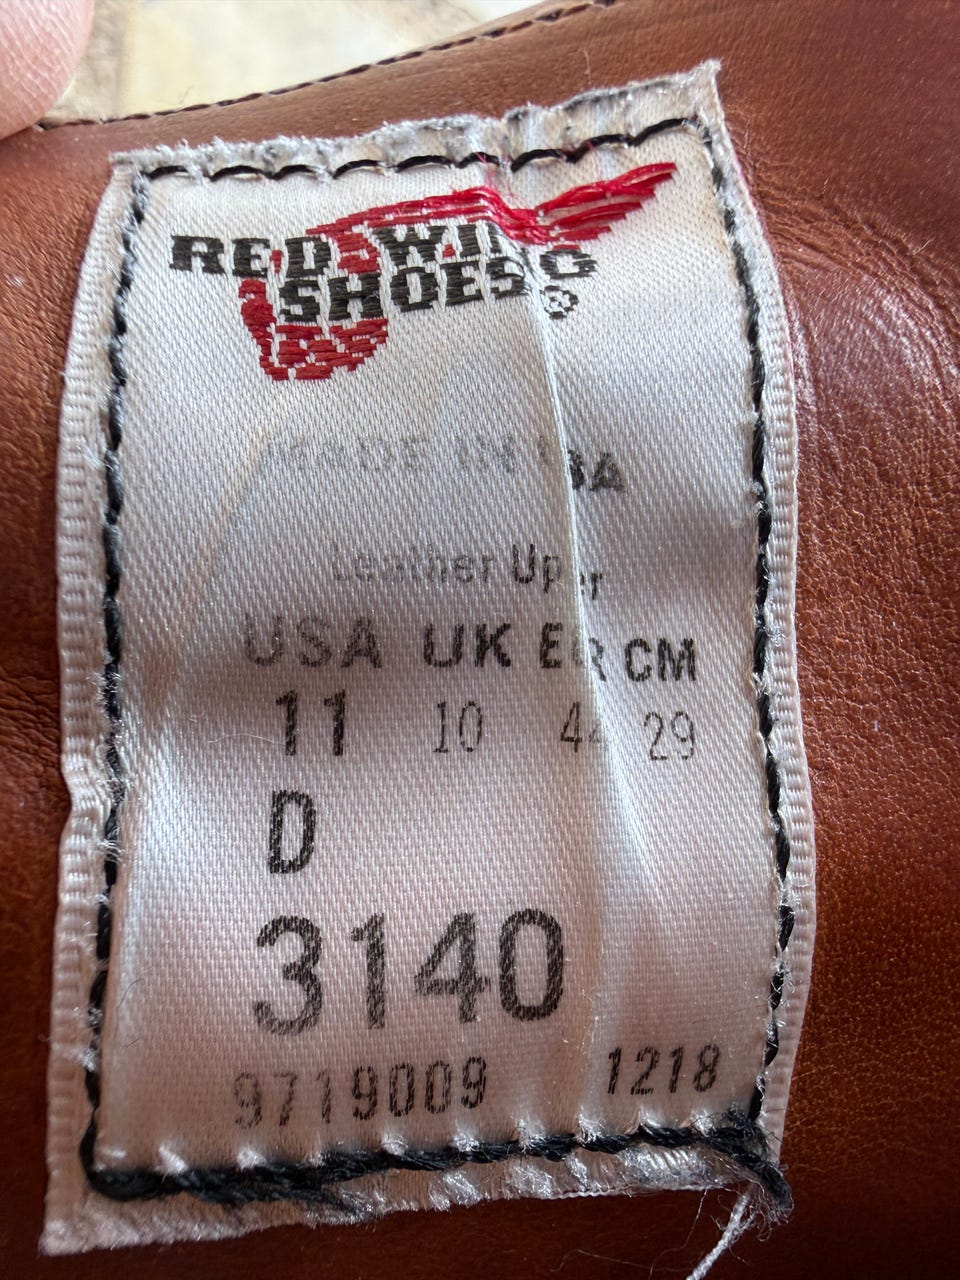 RED WING
SHOES®
MADE IN USA
Leather Upper
USA UK EUR CM
11 10 44 29
D
3140
9719009 1218